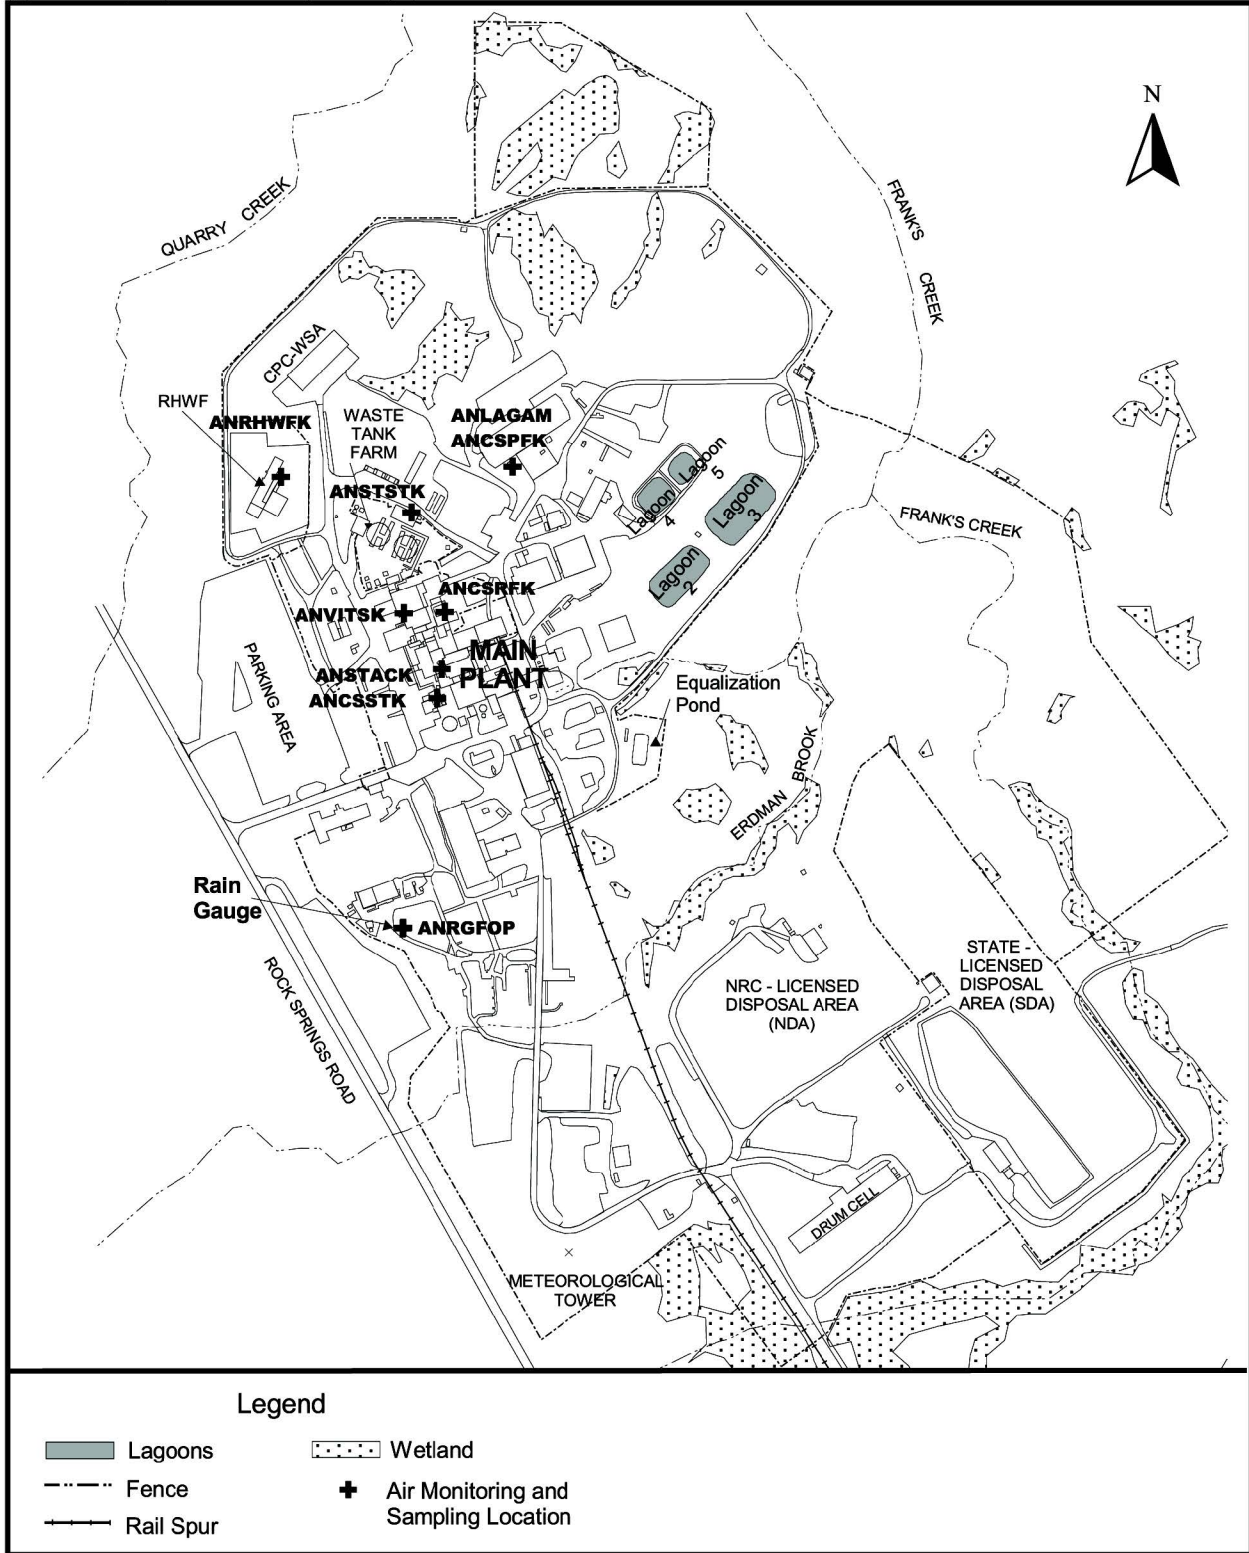 N
QUARRY CREEK
FRANK'S
CREEK
CPC-WSA
RHWF
ANRHWFK
WASTE
TANK
FARM
ANLAGAM
ANCSPFK
ANSTSTK
Lagoon
5
Lagoon
4
Lagoon
3
Lagoon
2
FRANK'S CREEK
ANCSRFK
ANVITSK
MAIN
PLANT
ANSTACK
ANCSSTK
PARKING AREA
Equalization
Pond
ERDMAN BROOK
Rain
Gauge
ANRGFOP
ROCK SPRINGS ROAD
NRC - LICENSED
DISPOSAL AREA
(NDA)
STATE -
LICENSED
DISPOSAL
AREA (SDA)
DRUM CELL
METEOROLOGICAL
TOWER
Legend
Lagoons
Fence
Rail Spur
Wetland
Air Monitoring and
Sampling Location